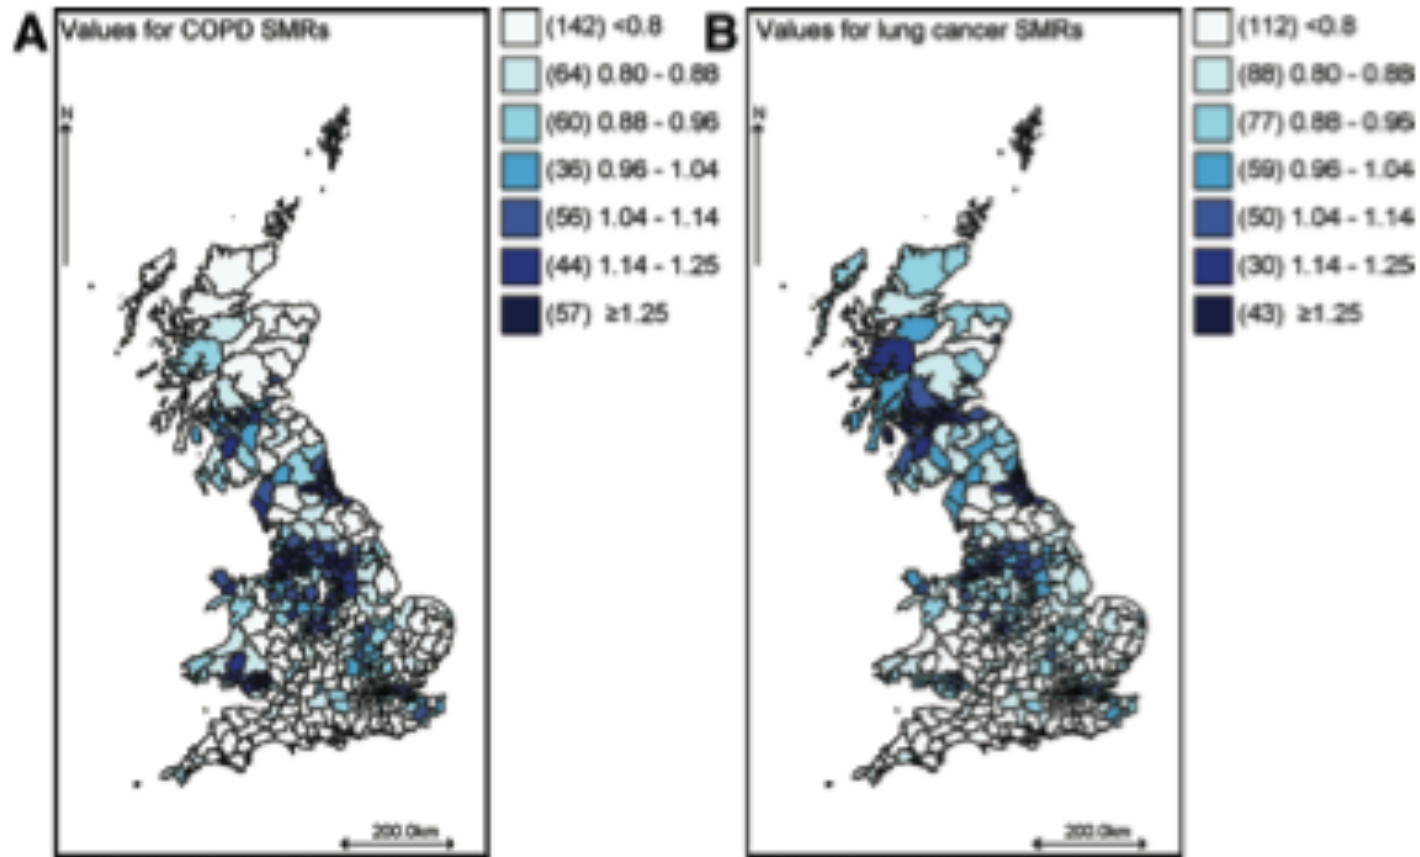 A
Values for COPD SMRs
(142) <0.8
(64) 0.80 - 0.88
(60) 0.88 - 0.96
(36) 0.96 - 1.04
(56) 1.04 - 1.14
(44) 1.14 - 1.25
(57) ≥1.25
N
200.0km
B
Values for lung cancer SMRs
(112) <0.8
(88) 0.80 - 0.88
(77) 0.88 - 0.96
(59) 0.96 - 1.04
(50) 1.04 - 1.14
(30) 1.14 - 1.25
(43) ≥1.25
N
200.0km